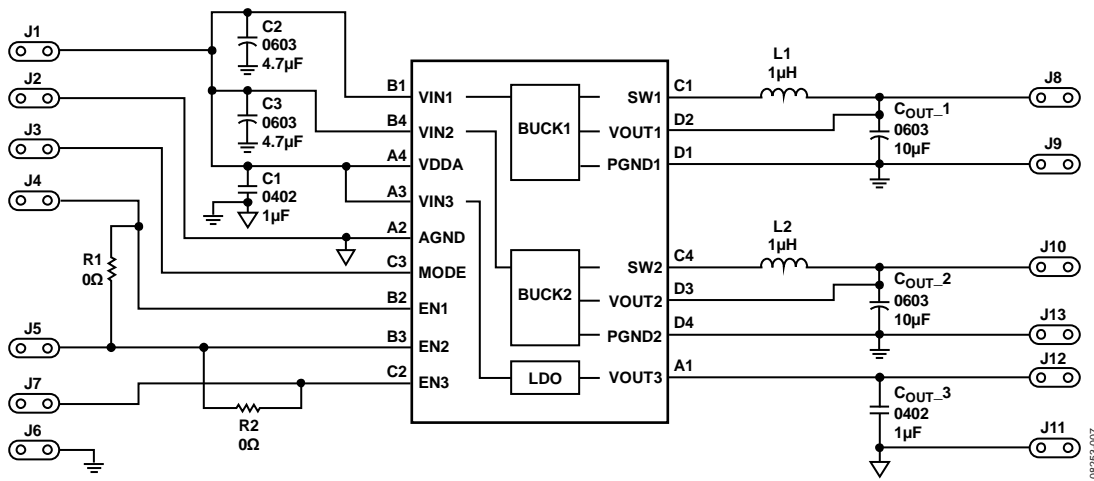 J1
J2
J3
J4
R1
0Ω
J5
J7
J6
C2
0603
4.7µF
C3
0603
4.7µF
C1
0402
1µF
R2
0Ω
B1
B4
A4
A3
A2
C3
B2
B3
C2
VIN1
VIN2
VDDA
VIN3
AGND
MODE
EN1
EN2
EN3
BUCK1
BUCK2
LDO
SW1
VOUT1
PGND1
SW2
VOUT2
PGND2
VOUT3
C1
D2
D1
C4
D3
D4
A1
L1
1µH
L2
1µH
COUT_1
0603
10µF
COUT_2
0603
10µF
COUT_3
0402
1µF
J8
J9
J10
J13
J12
J11
08253-007